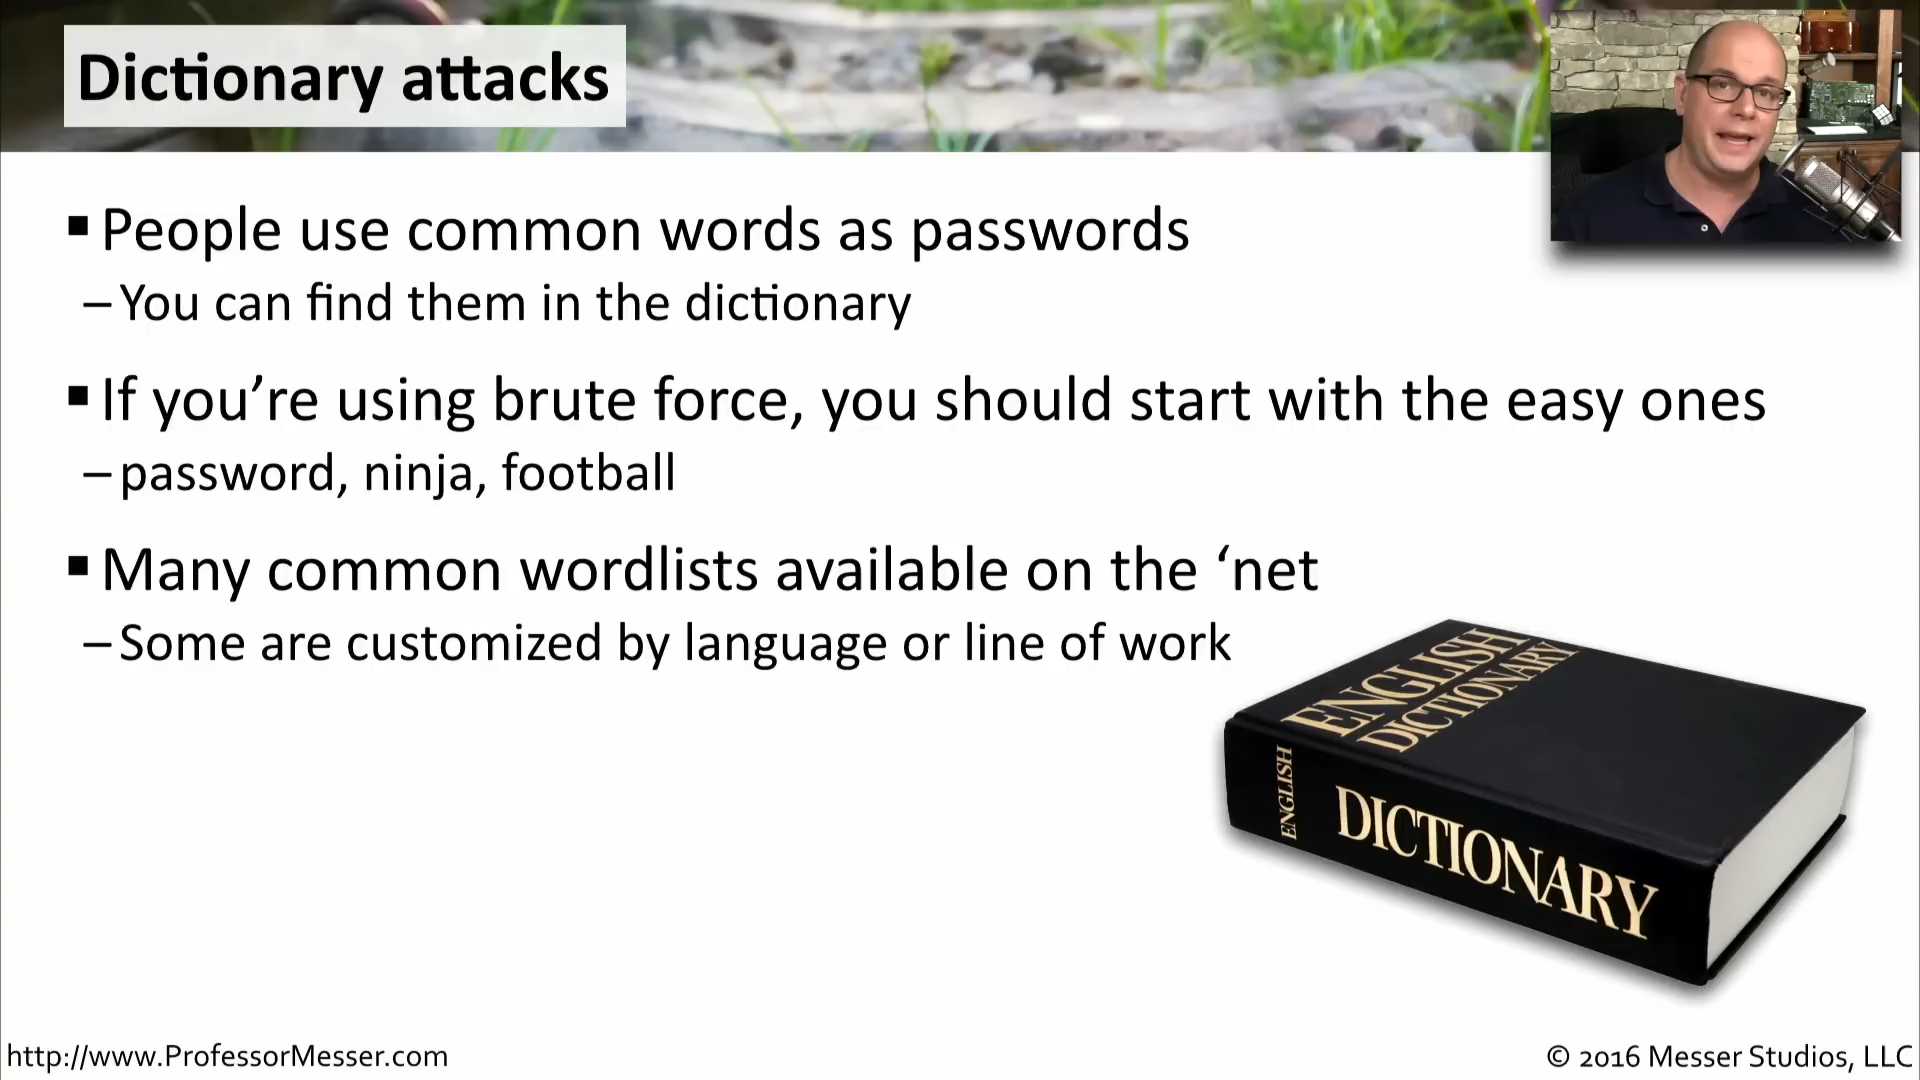 Dictionary attacks
▪ People use common words as passwords
– You can find them in the dictionary
▪ If you’re using brute force, you should start with the easy ones
– password, ninja, football
▪ Many common wordlists available on the ‘net
– Some are customized by language or line of work
ENGLISH
DICTIONARY
ENGLISH
DICTIONARY
http://www.ProfessorMesser.com
© 2016 Messer Studios, LLC